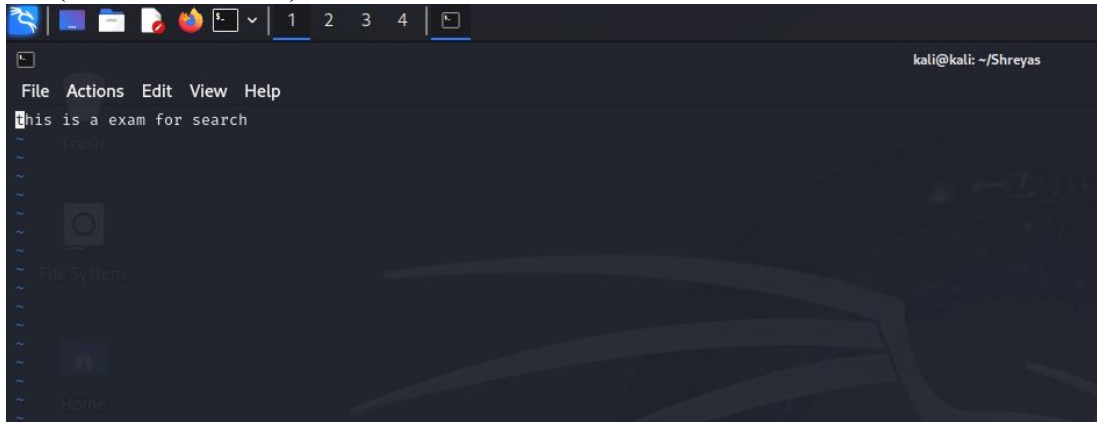 1 2 3 4
kali@kali: ~/Shreyas
File Actions Edit View Help
this is a exam for search
~
Trash
~
~
~
~
~
~
~
~ File System
~
~
~
~
~
~
~ Home
~